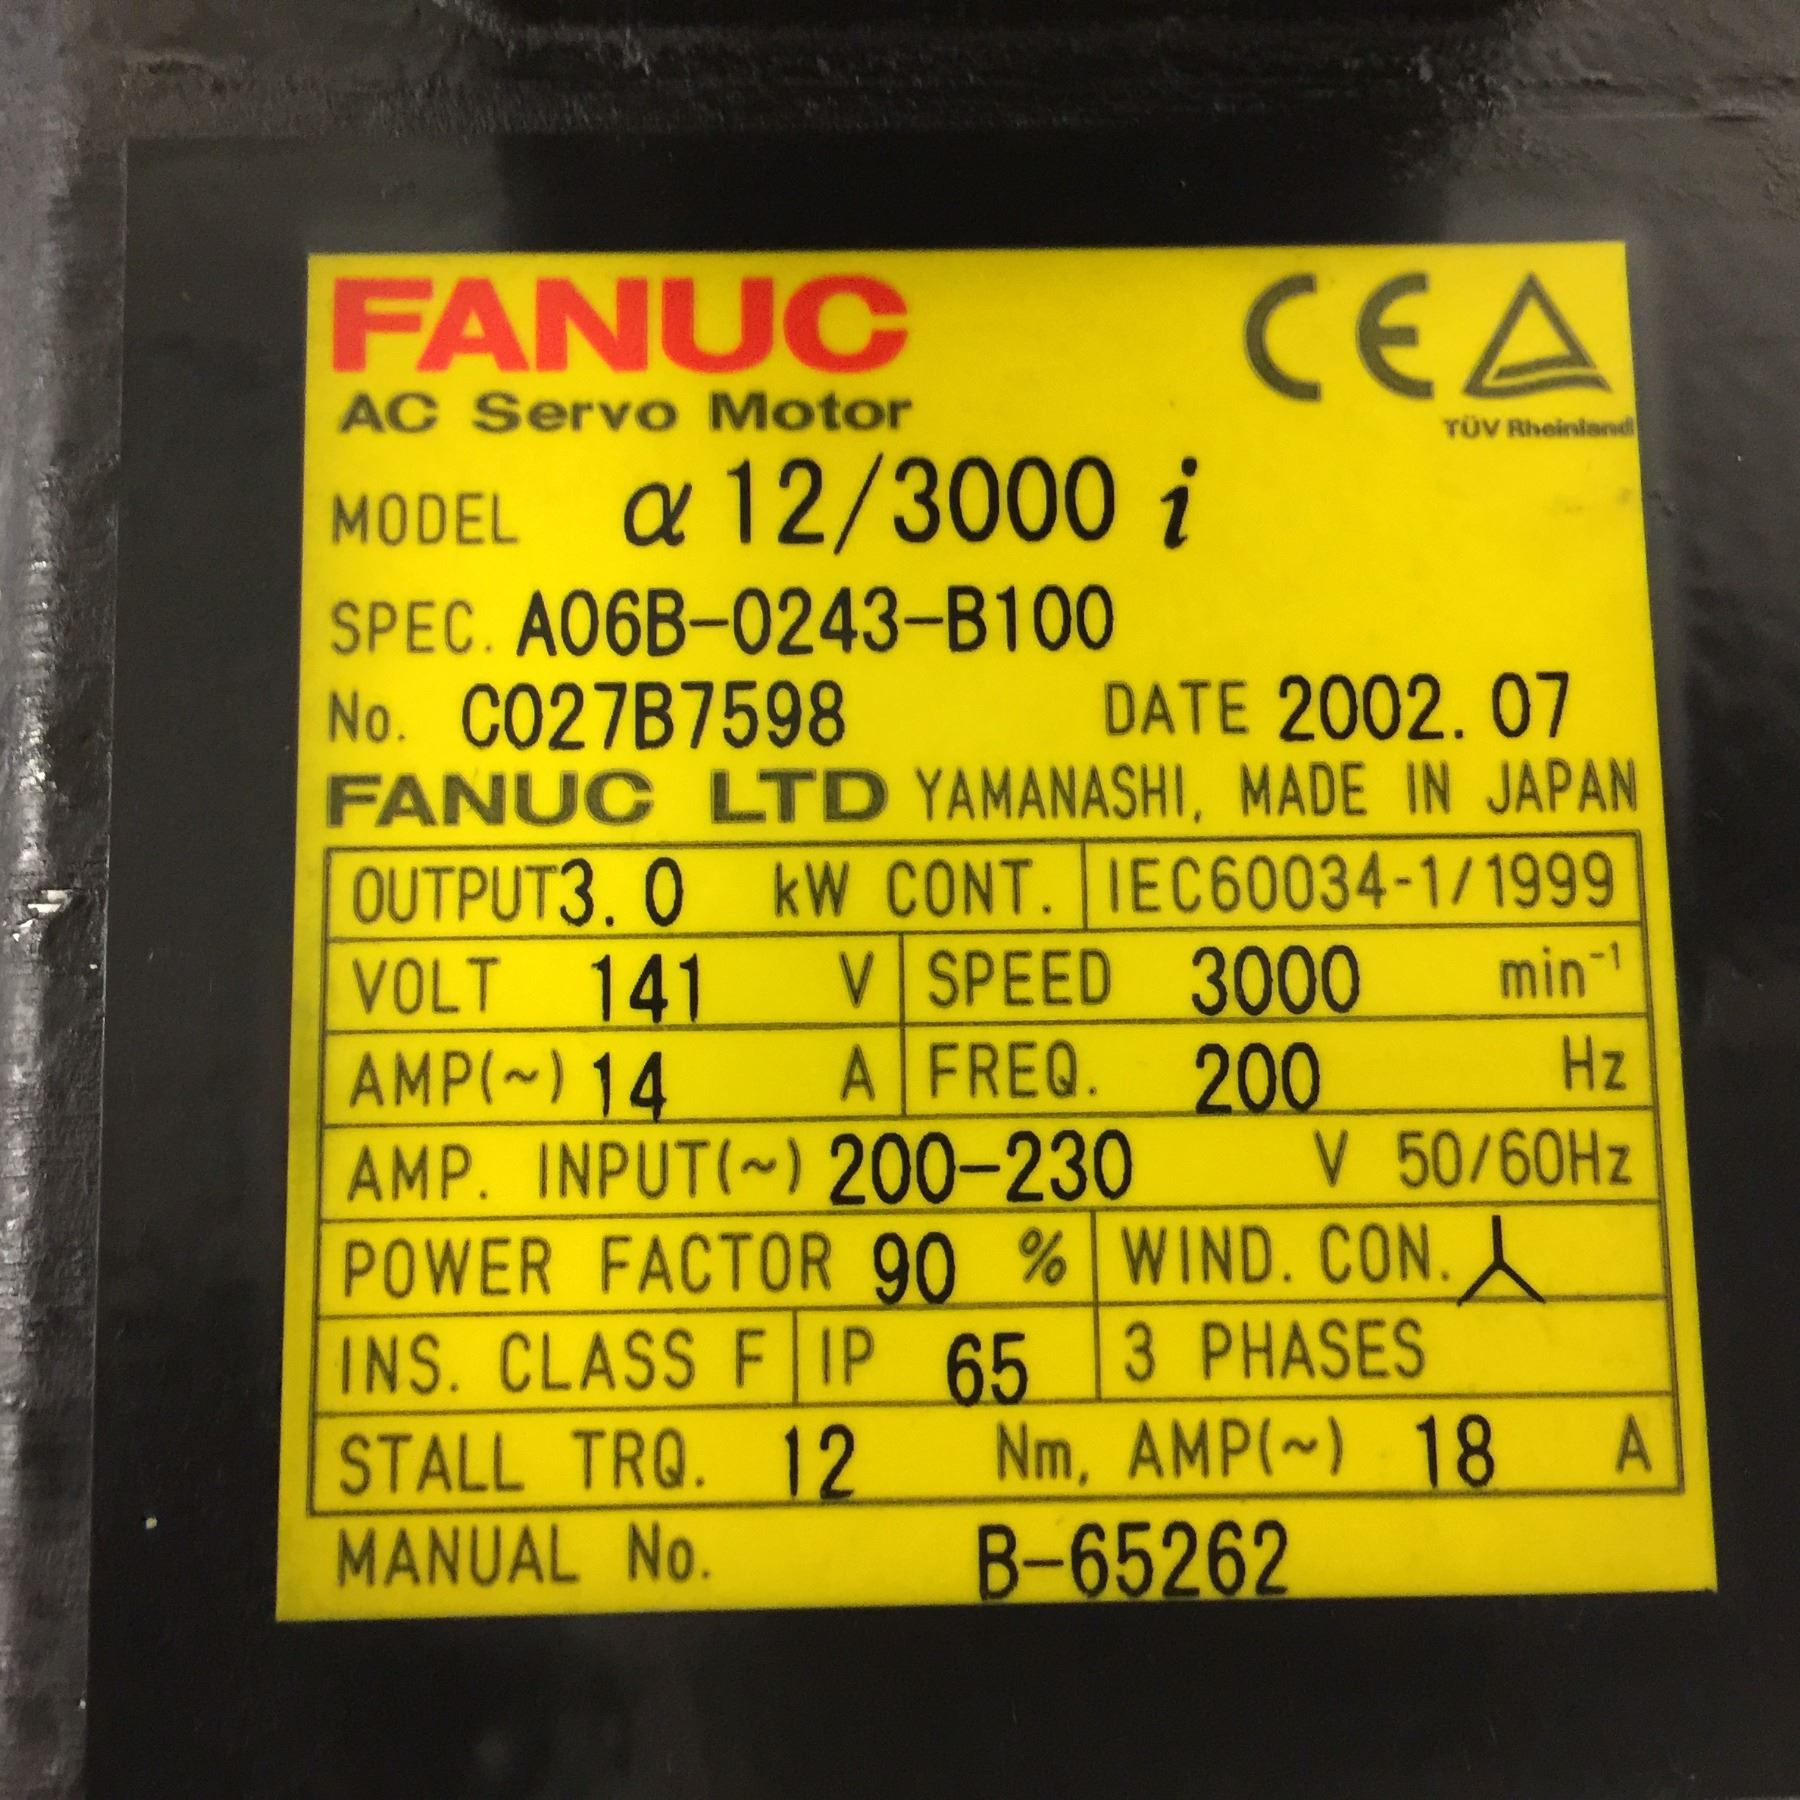 FANUC CE
AC Servo Motor TÜV Rheinland
MODEL α 12/3000 i
SPEC. A06B-0243-B100
No. C027B7598 DATE 2002.07
FANUC LTD YAMANASHI, MADE IN JAPAN
OUTPUT 3.0 kW CONT. IEC60034-1/1999
VOLT 141 V SPEED 3000 min⁻¹
AMP(~) 14 A FREQ. 200 Hz
AMP. INPUT(~) 200-230 V 50/60Hz
POWER FACTOR 90 % WIND. CON.
INS. CLASS F IP 65 3 PHASES
STALL TRQ. 12 Nm, AMP(~) 18 A
MANUAL No. B-65262